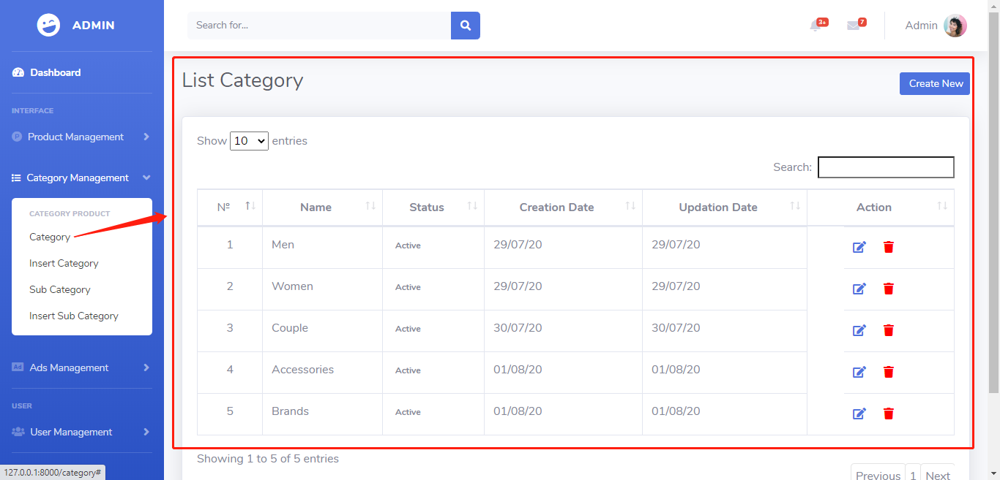 ADMIN
Search for...
3+
7
Admin
Dashboard
INTERFACE
P Product Management
Category Management
CATEGORY PRODUCT
Category
Insert Category
Sub Category
Insert Sub Category
Ad Ads Management
USER
User Management
127.0.0.1:8000/category#
List Category
Create New
Show 10 entries
Search:
Nº Name Status Creation Date Updation Date Action
1 Men Active 29/07/20 29/07/20
2 Women Active 29/07/20 29/07/20
3 Couple Active 30/07/20 30/07/20
4 Accessories Active 01/08/20 01/08/20
5 Brands Active 01/08/20 01/08/20
Showing 1 to 5 of 5 entries
Previous 1 Next